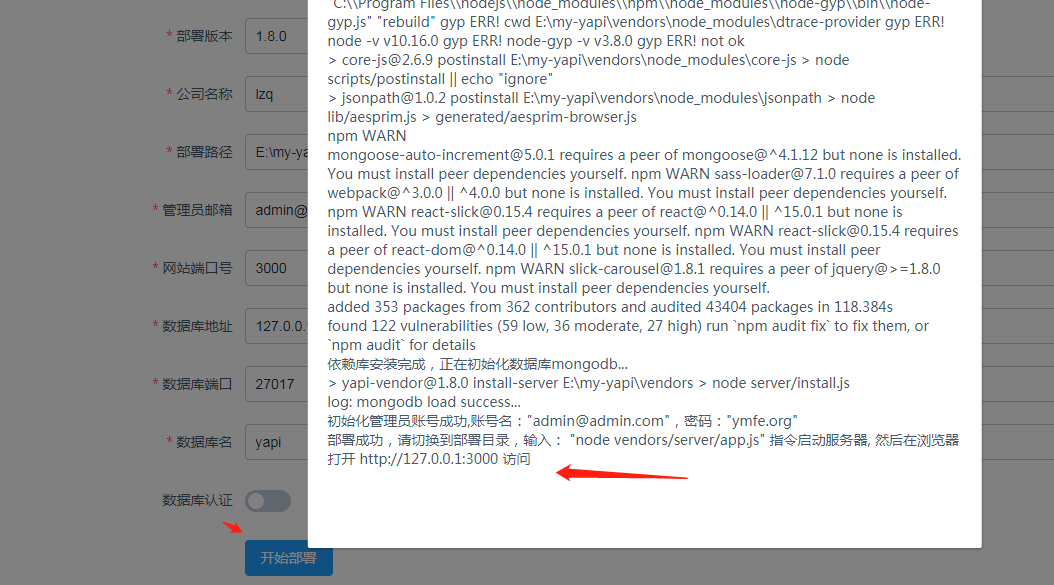 * 部署版本
1.8.0
* 公司名称
lzq
* 部署路径
E:\my-ya
* 管理员邮箱
admin@
* 网站端口号
3000
* 数据库地址
127.0.0.
* 数据库端口
27017
* 数据库名
yapi
数据库认证
开始部署
"C:\\Program Files\\nodejs\\node_modules\\npm\\node_modules\\node-gyp\\bin\\node-
gyp.js" "rebuild" gyp ERR! cwd E:\my-yapi\vendors\node_modules\dtrace-provider gyp ERR!
node -v v10.16.0 gyp ERR! node-gyp -v v3.8.0 gyp ERR! not ok
> core-js@2.6.9 postinstall E:\my-yapi\vendors\node_modules\core-js > node
scripts/postinstall || echo "ignore"
> jsonpath@1.0.2 postinstall E:\my-yapi\vendors\node_modules\jsonpath > node
lib/aesprim.js > generated/aesprim-browser.js
npm WARN
mongoose-auto-increment@5.0.1 requires a peer of mongoose@^4.1.12 but none is installed.
You must install peer dependencies yourself. npm WARN sass-loader@7.1.0 requires a peer of
webpack@^3.0.0 || ^4.0.0 but none is installed. You must install peer dependencies yourself.
npm WARN react-slick@0.15.4 requires a peer of react@^0.14.0 || ^15.0.1 but none is
installed. You must install peer dependencies yourself. npm WARN react-slick@0.15.4 requires
a peer of react-dom@^0.14.0 || ^15.0.1 but none is installed. You must install peer
dependencies yourself. npm WARN slick-carousel@1.8.1 requires a peer of jquery@>=1.8.0
but none is installed. You must install peer dependencies yourself.
added 353 packages from 362 contributors and audited 43404 packages in 118.384s
found 122 vulnerabilities (59 low, 36 moderate, 27 high) run `npm audit fix` to fix them, or
`npm audit` for details
依赖库安装完成，正在初始化数据库mongodb...
> yapi-vendor@1.8.0 install-server E:\my-yapi\vendors > node server/install.js
log: mongodb load success...
初始化管理员账号成功,账号名："admin@admin.com"，密码："ymfe.org"
部署成功，请切换到部署目录，输入： "node vendors/server/app.js" 指令启动服务器, 然后在浏览器
打开 http://127.0.0.1:3000 访问